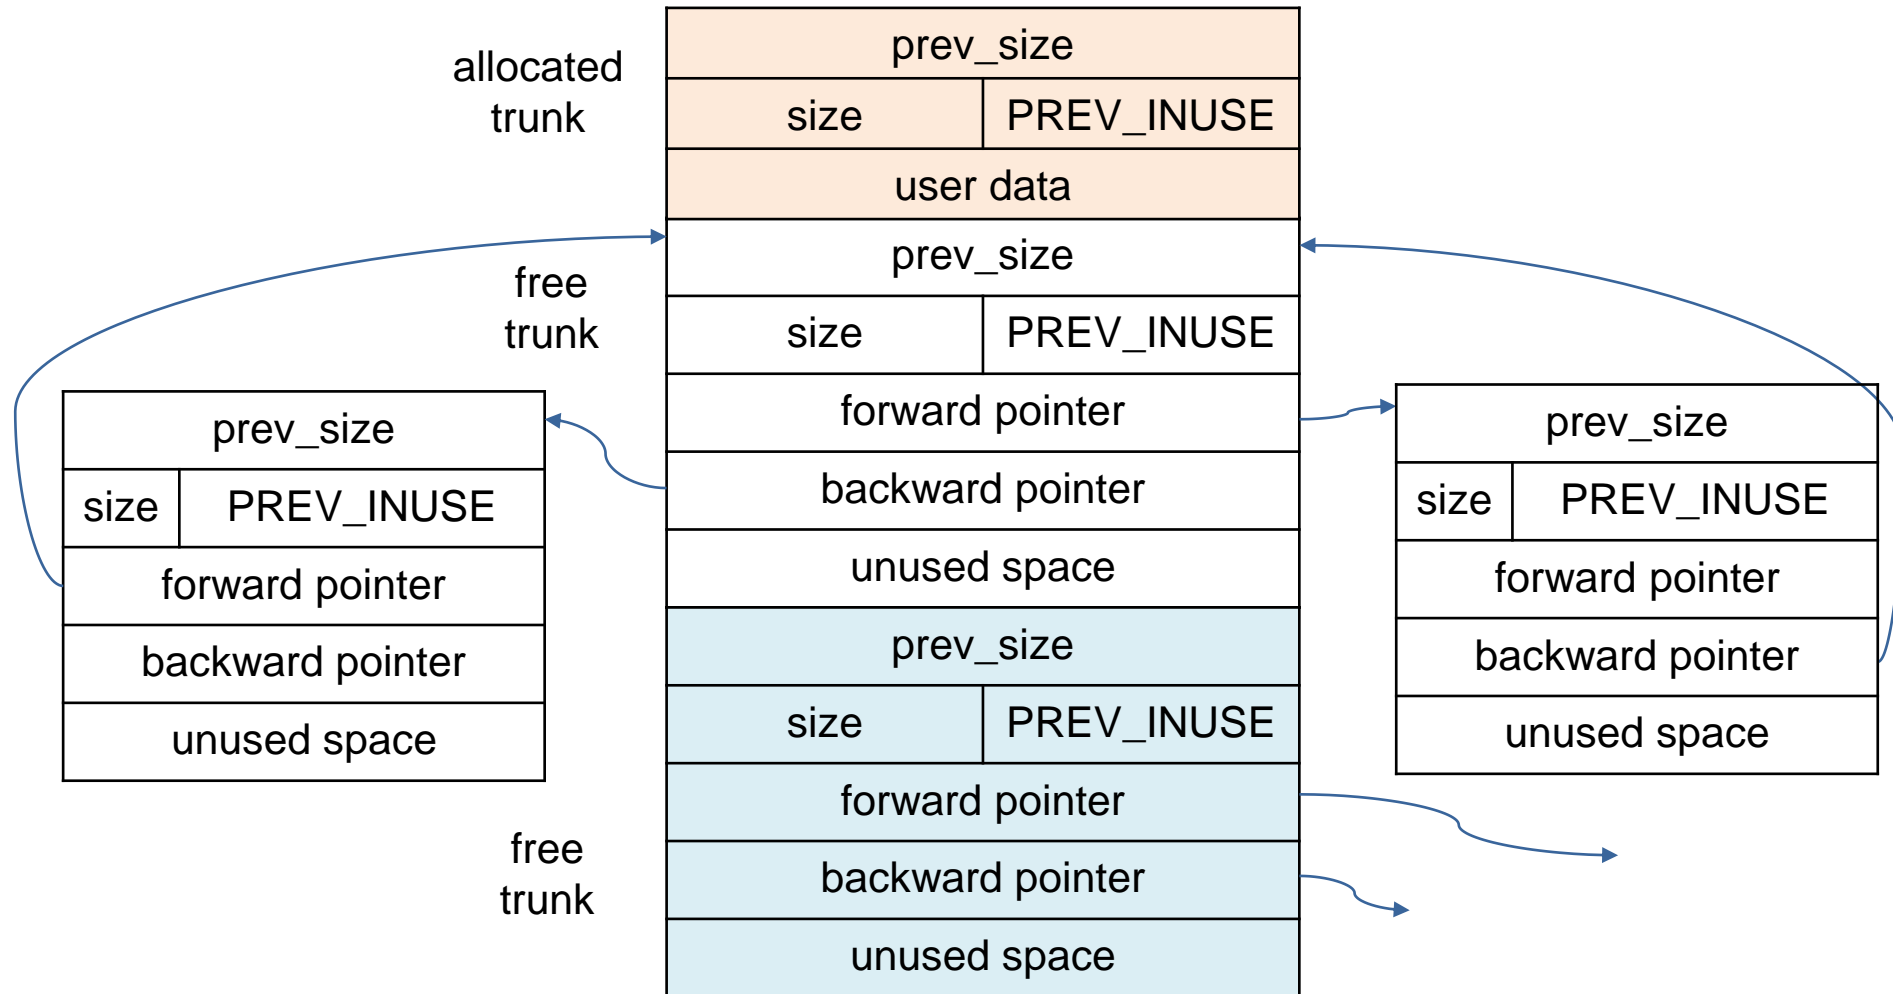 allocated
trunk
prev_size
size PREV_INUSE
user data
free
trunk
prev_size
size PREV_INUSE
forward pointer
backward pointer
unused space
prev_size
size PREV_INUSE
forward pointer
backward pointer
unused space
prev_size
size PREV_INUSE
forward pointer
backward pointer
unused space
free
trunk
prev_size
size PREV_INUSE
forward pointer
backward pointer
unused space